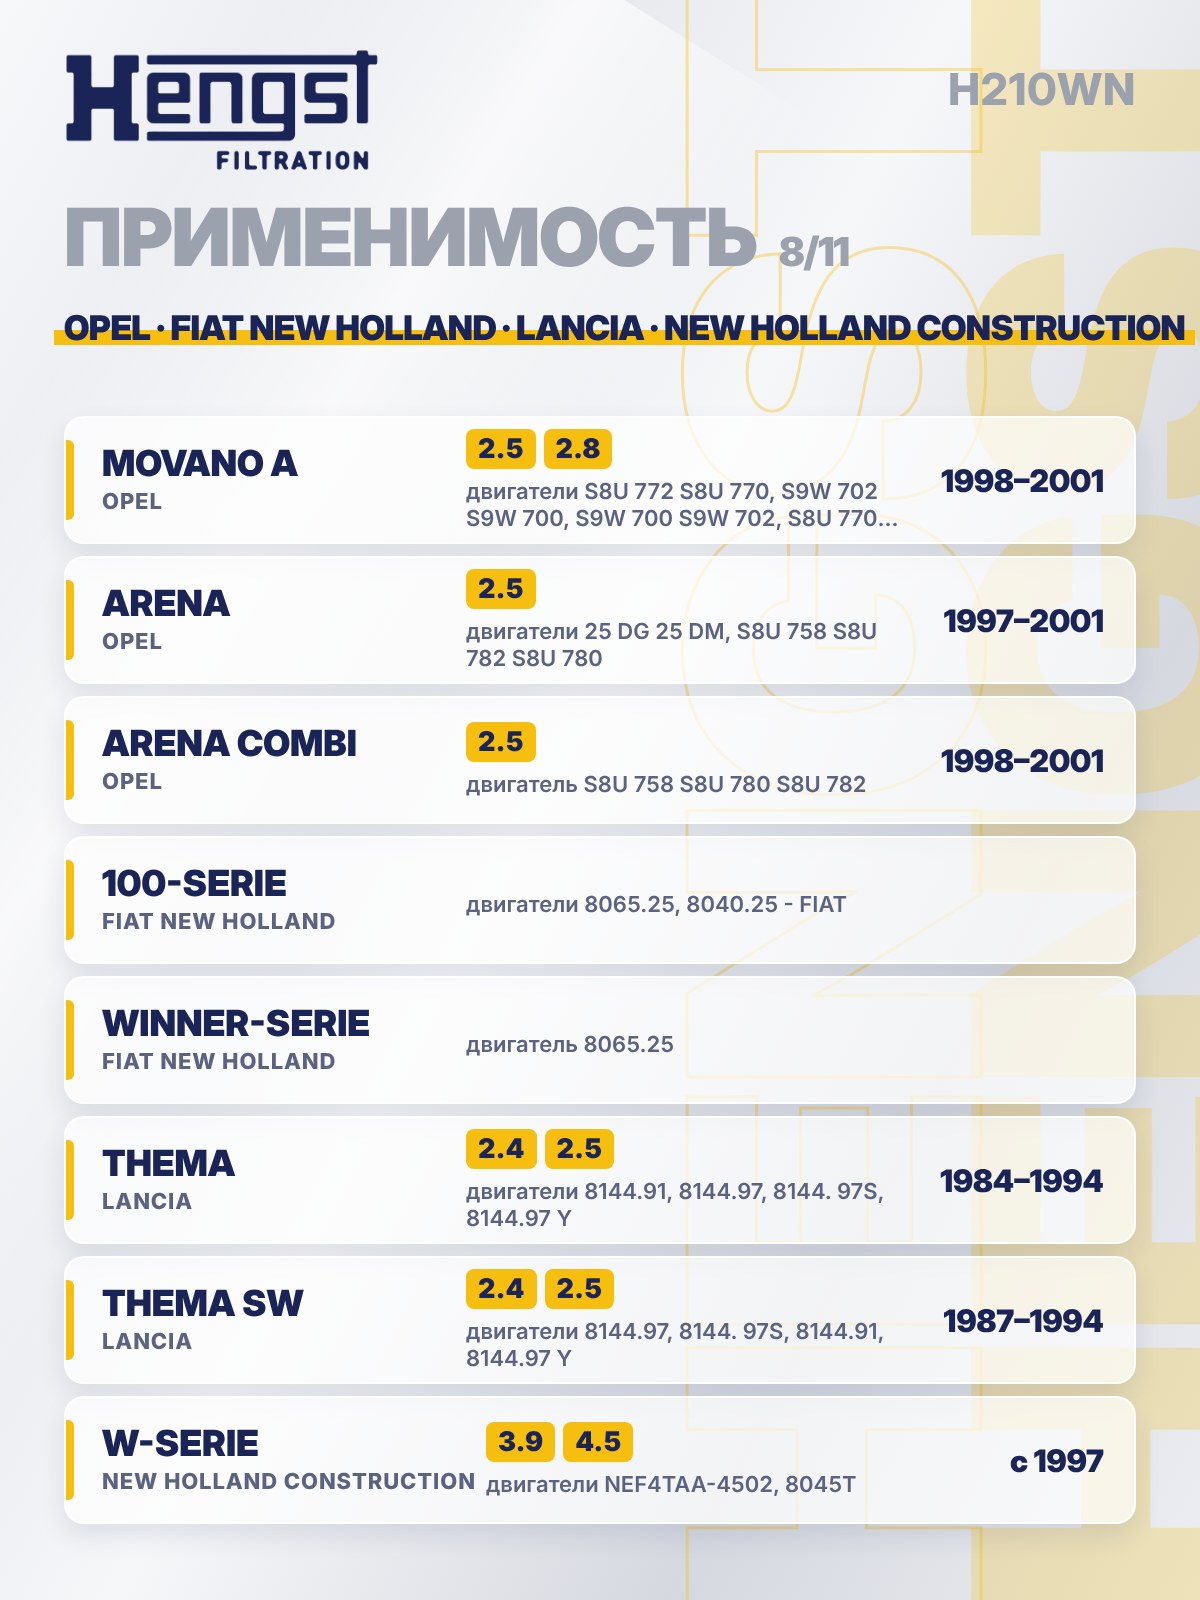 Hengst
FILTRATION
H210WN
ПРИМЕНИМОСТЬ 8/11
OPEL · FIAT NEW HOLLAND · LANCIA · NEW HOLLAND CONSTRUCTION
MOVANO A
OPEL
2.5 2.8
двигатели S8U 772 S8U 770, S9W 702
S9W 700, S9W 700 S9W 702, S8U 770...
1998–2001
ARENA
OPEL
2.5
двигатели 25 DG 25 DM, S8U 758 S8U
782 S8U 780
1997–2001
ARENA COMBI
OPEL
2.5
двигатель S8U 758 S8U 780 S8U 782
1998–2001
100-SERIE
FIAT NEW HOLLAND
двигатели 8065.25, 8040.25 - FIAT
WINNER-SERIE
FIAT NEW HOLLAND
двигатель 8065.25
THEMA
LANCIA
2.4 2.5
двигатели 8144.91, 8144.97, 8144. 97S,
8144.97 Y
1984–1994
THEMA SW
LANCIA
2.4 2.5
двигатели 8144.97, 8144. 97S, 8144.91,
8144.97 Y
1987–1994
W-SERIE
NEW HOLLAND CONSTRUCTION
3.9 4.5
двигатели NEF4TAA-4502, 8045T
с 1997
HENGST